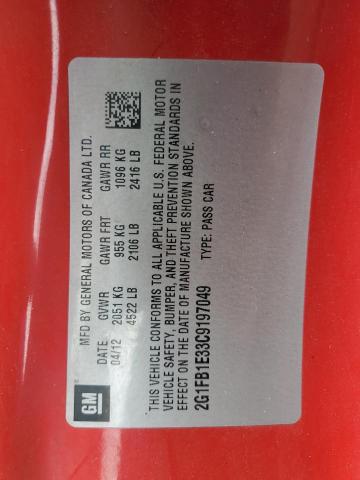 GM
MFD BY GENERAL MOTORS OF CANADA LTD.
DATE GVWR GAWR FRT GAWR RR
04/12 2051 KG 955 KG 1096 KG
4522 LB 2106 LB 2416 LB
THIS VEHICLE CONFORMS TO ALL APPLICABLE U.S. FEDERAL MOTOR
VEHICLE SAFETY, BUMPER, AND THEFT PREVENTION STANDARDS IN
EFFECT ON THE DATE OF MANUFACTURE SHOWN ABOVE.
2G1FB1E33C9197049 TYPE: PASS CAR